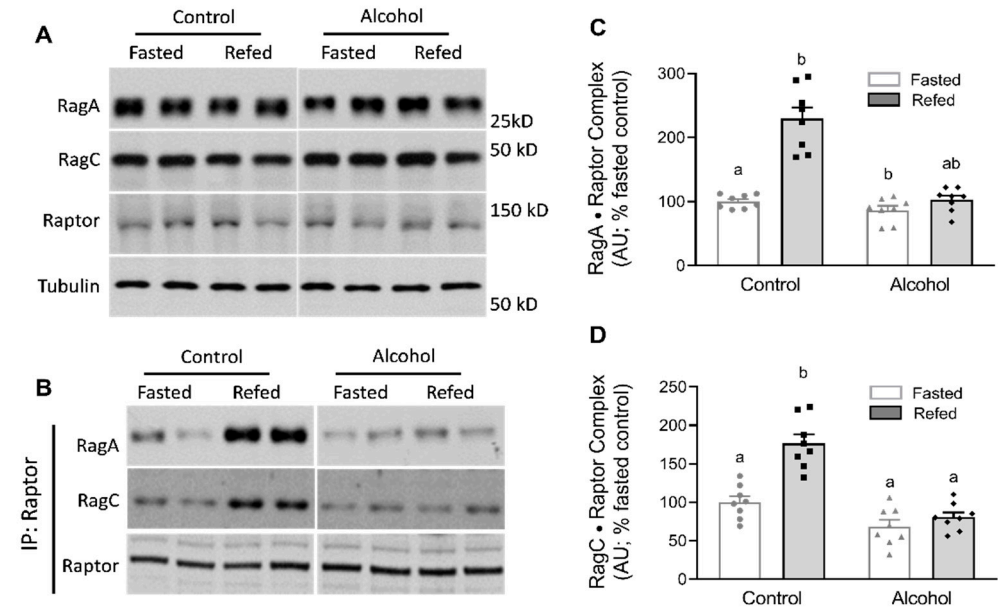 A
Control
Alcohol
Fasted
Refed
Fasted
Refed
RagA
25kD
RagC
50 kD
Raptor
150 kD
Tubulin
50 kD
B
Control
Alcohol
Fasted
Refed
Fasted
Refed
IP: Raptor
RagA
RagC
Raptor
C
RagA • Raptor Complex
(AU; % fasted control)
300
200
100
0
a
b
b
ab
Fasted
Refed
Control
Alcohol
D
RagC • Raptor Complex
(AU; % fasted control)
250
200
150
100
50
0
a
b
a
a
Fasted
Refed
Control
Alcohol